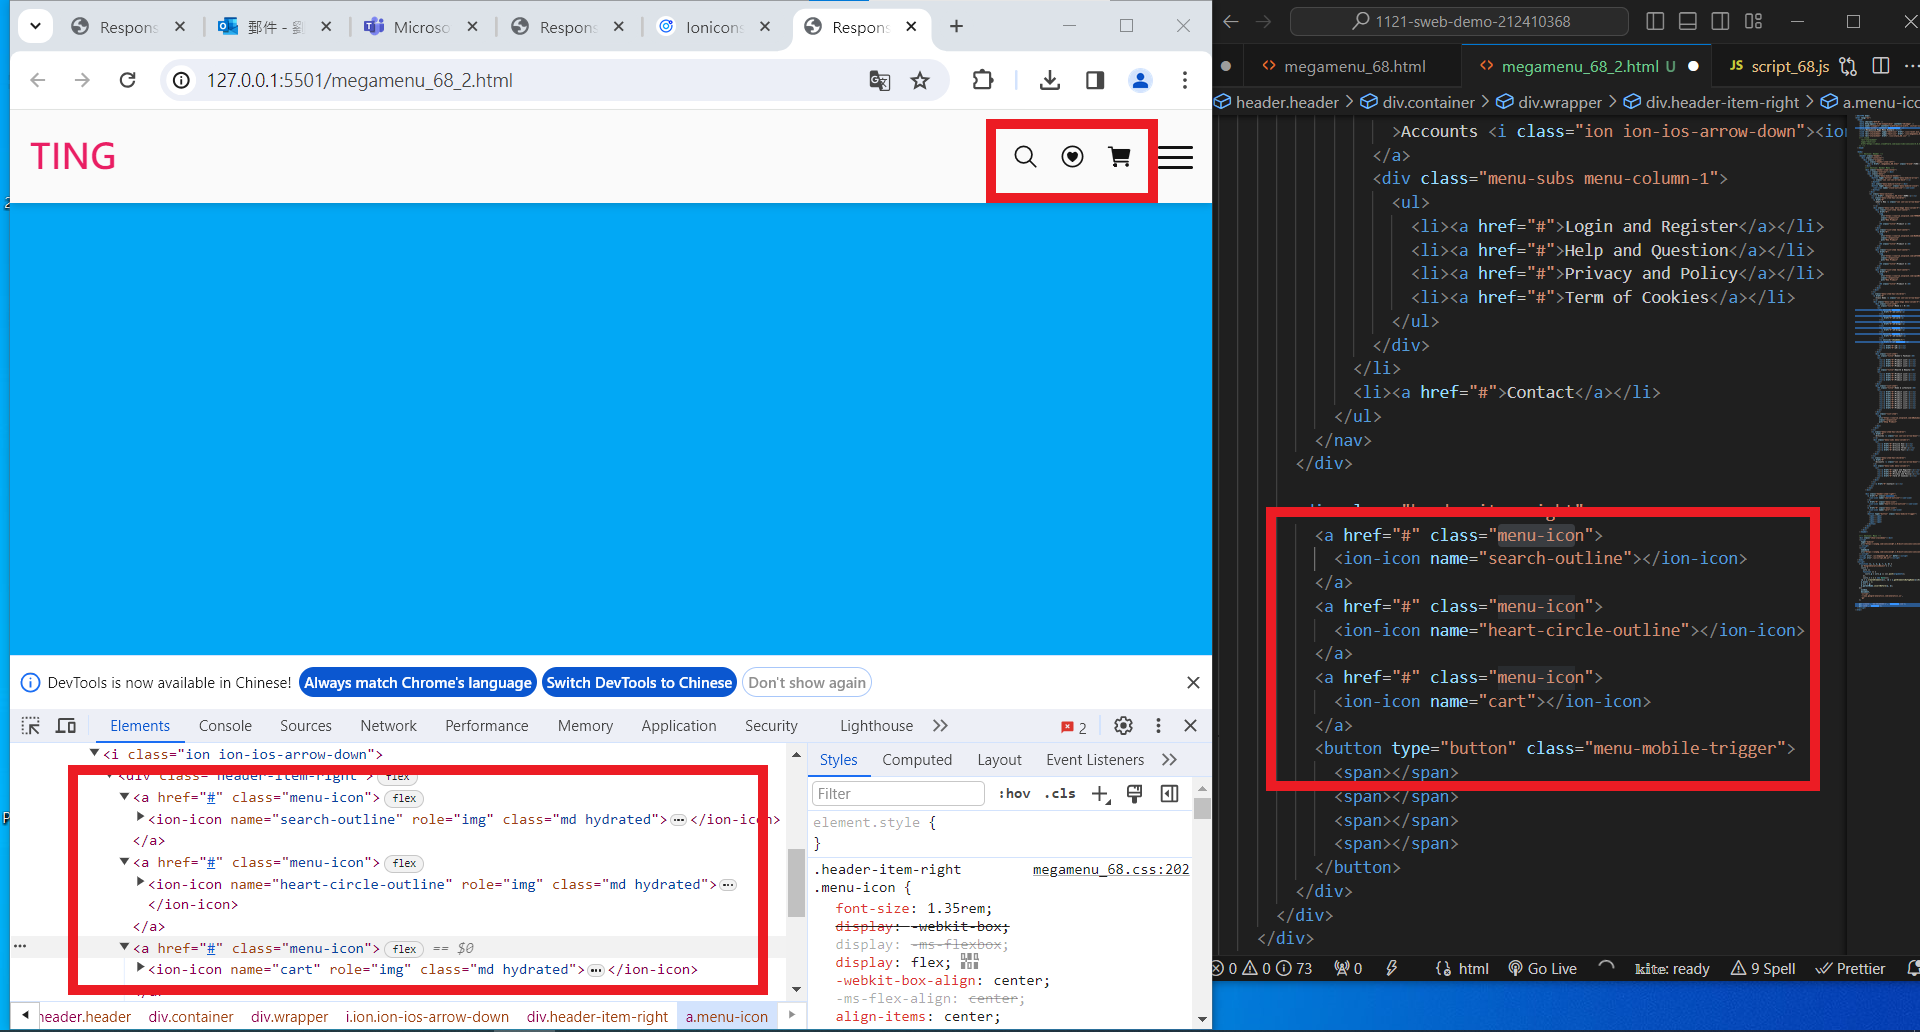 Respons
郵件 - 
Microso
Respons
Ionicons
Respons
127.0.0.1:5501/megamenu_68_2.html
TING
DevTools is now available in Chinese!
Always match Chrome's language
Switch DevTools to Chinese
Don't show again
Elements
Console
Sources
Network
Performance
Memory
Application
Security
Lighthouse
2
<i class="ion ion-ios-arrow-down">
<div class="header-item-right">
flex
<a href="#" class="menu-icon">
flex
<ion-icon name="search-outline" role="img" class="md hydrated"> </ion-icon>
</a>
<a href="#" class="menu-icon">
flex
<ion-icon name="heart-circle-outline" role="img" class="md hydrated">
</ion-icon>
</a>
<a href="#" class="menu-icon">
flex
== $0
<ion-icon name="cart" role="img" class="md hydrated"> </ion-icon>
header.header
div.container
div.wrapper
i.ion.ion-ios-arrow-down
div.header-item-right
a.menu-icon
Styles
Computed
Layout
Event Listeners
Filter
:hov
.cls
element.style {
}
.header-item-right
megamenu_68.css:202
.menu-icon {
font-size: 1.35rem;
display: -webkit-box;
display: -ms-flexbox;
display: flex;
-webkit-box-align: center;
-ms-flex-align: center;
align-items: center;
1121-sweb-demo-212410368
megamenu_68.html
megamenu_68_2.html U
JS script_68.js
header.header > div.container > div.wrapper > div.header-item-right > a.menu-ico
>Accounts <i class="ion ion-ios-arrow-down"><io
</a>
<div class="menu-subs menu-column-1">
<ul>
<li><a href="#">Login and Register</a></li>
<li><a href="#">Help and Question</a></li>
<li><a href="#">Privacy and Policy</a></li>
<li><a href="#">Term of Cookies</a></li>
</ul>
</div>
</li>
<li><a href="#">Contact</a></li>
</ul>
</nav>
</div>
<a href="#" class="menu-icon">
<ion-icon name="search-outline"></ion-icon>
</a>
<a href="#" class="menu-icon">
<ion-icon name="heart-circle-outline"></ion-icon>
</a>
<a href="#" class="menu-icon">
<ion-icon name="cart"></ion-icon>
</a>
<button type="button" class="menu-mobile-trigger">
<span></span>
<span></span>
<span></span>
<span></span>
</button>
</div>
</div>
</div>
0
0
73
0
html
Go Live
kite: ready
9 Spell
Prettier